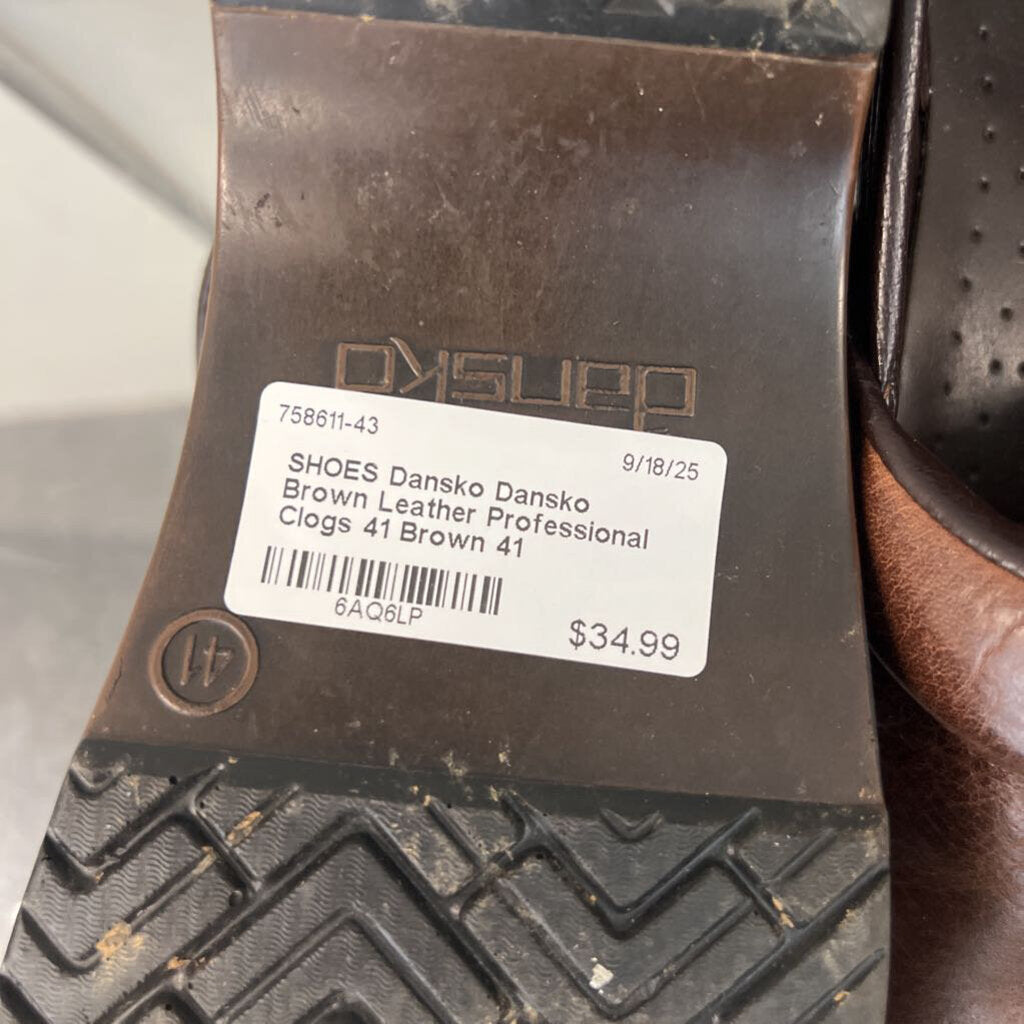 dansko
758611-43
9/18/25
SHOES Dansko Dansko
Brown Leather Professional
Clogs 41 Brown 41
6AQ6LP
$34.99
41